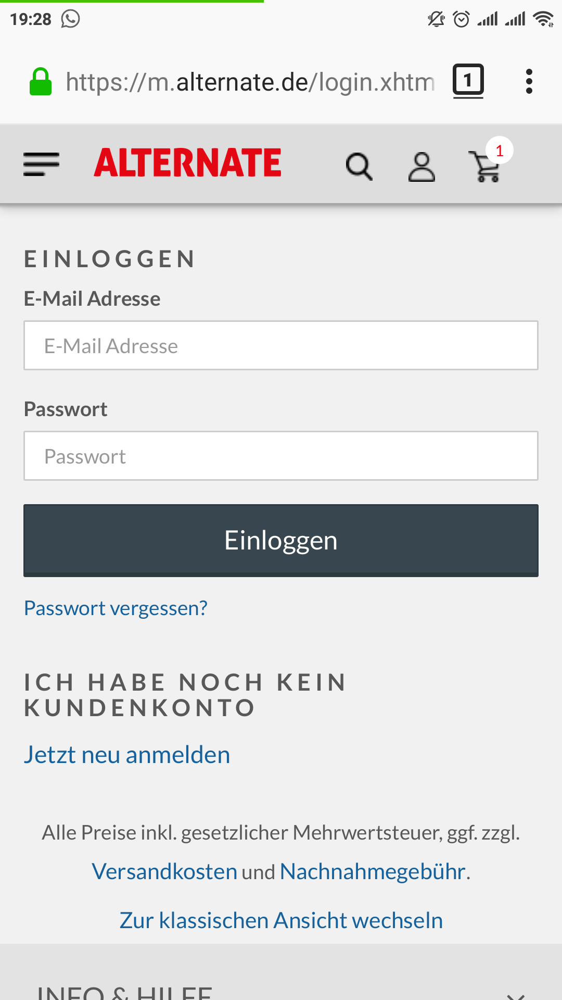 19:28
https://m.alternate.de/login.xhtm
1
ALTERNATE
1
EINLOGGEN
E-Mail Adresse
E-Mail Adresse
Passwort
Passwort
Einloggen
Passwort vergessen?
ICH HABE NOCH KEIN
KUNDENKONTO
Jetzt neu anmelden
Alle Preise inkl. gesetzlicher Mehrwertsteuer, ggf. zzgl.
Versandkosten und Nachnahmegebühr.
Zur klassischen Ansicht wechseln
INFO & HILFE